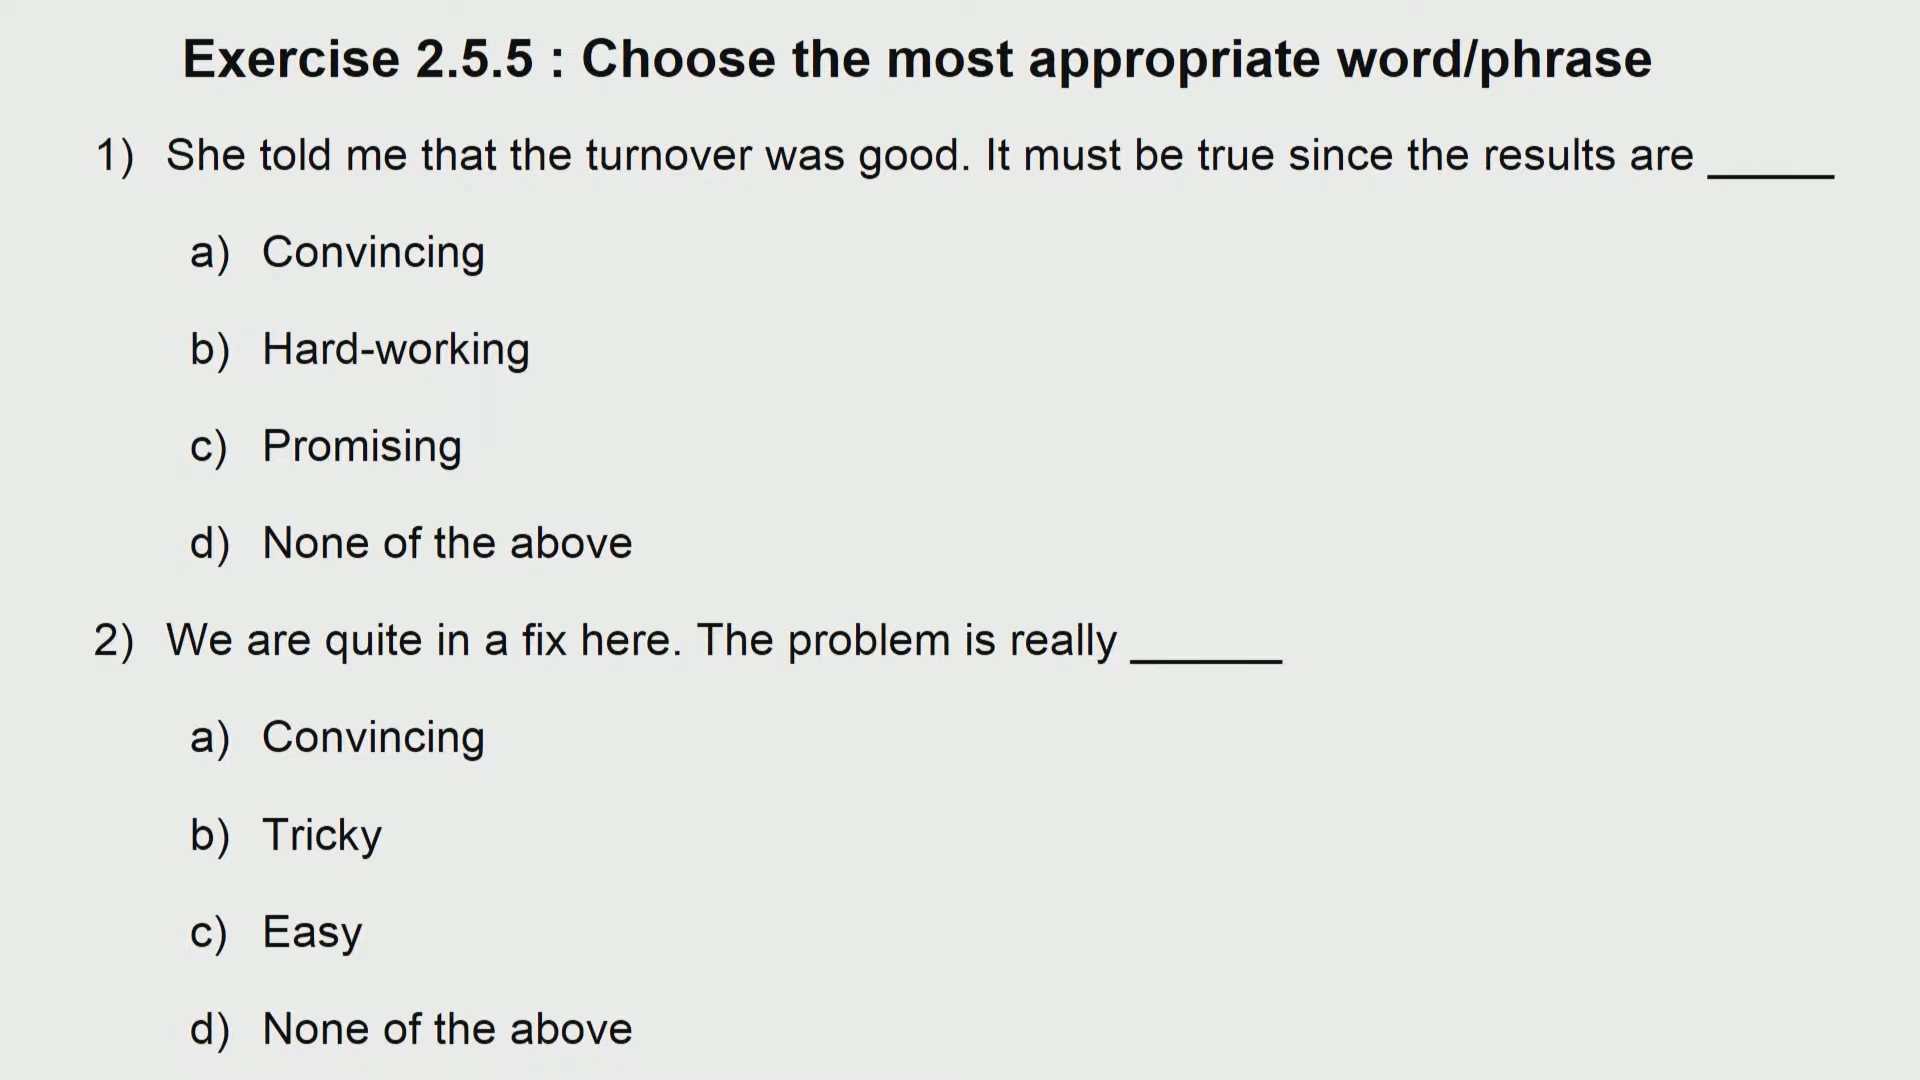 Exercise 2.5.5 : Choose the most appropriate word/phrase
1) She told me that the turnover was good. It must be true since the results are _____
a) Convincing
b) Hard-working
c) Promising
d) None of the above
2) We are quite in a fix here. The problem is really ______
a) Convincing
b) Tricky
c) Easy
d) None of the above